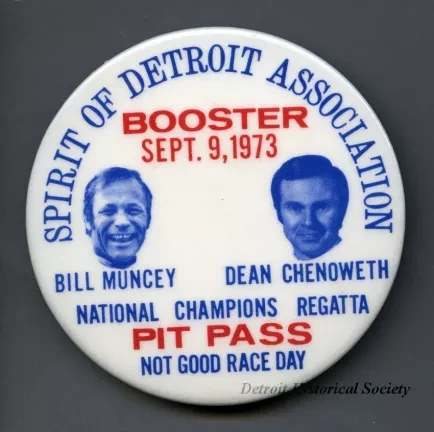 SPIRIT OF DETROIT ASSOCIATION
BOOSTER
SEPT. 9, 1973
BILL MUNCEY DEAN CHENOWETH
NATIONAL CHAMPIONS REGATTA
PIT PASS
NOT GOOD RACE DAY
Detroit Historical Society